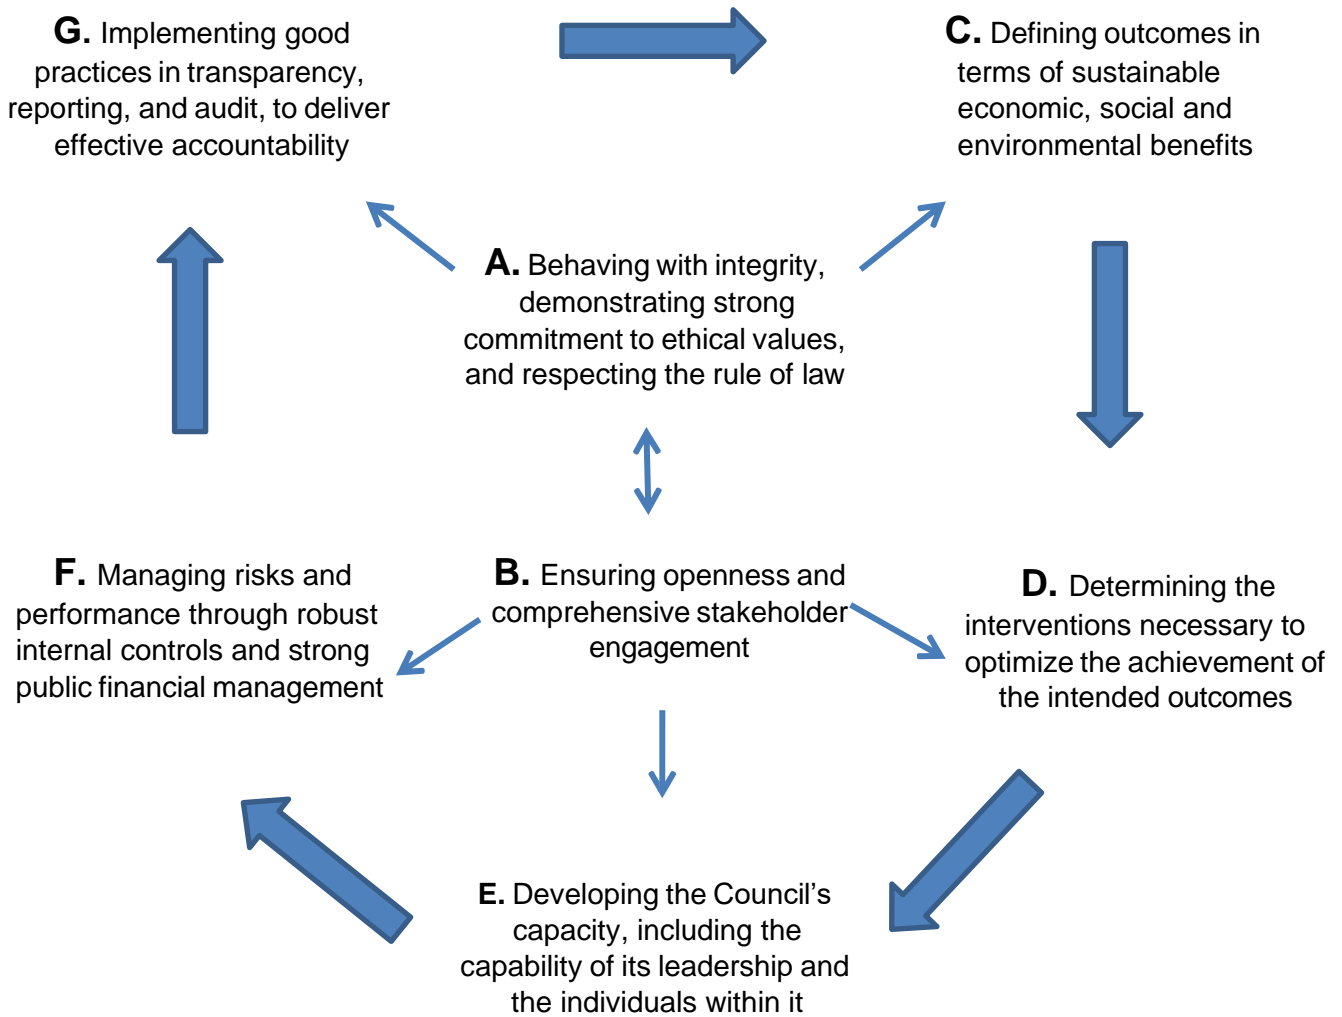 G. Implementing good
practices in transparency,
reporting, and audit, to deliver
effective accountability
C. Defining outcomes in
terms of sustainable
economic, social and
environmental benefits
A. Behaving with integrity,
demonstrating strong
commitment to ethical values,
and respecting the rule of law
F. Managing risks and
performance through robust
internal controls and strong
public financial management
B. Ensuring openness and
comprehensive stakeholder
engagement
D. Determining the
interventions necessary to
optimize the achievement of
the intended outcomes
E. Developing the Council’s
capacity, including the
capability of its leadership and
the individuals within it